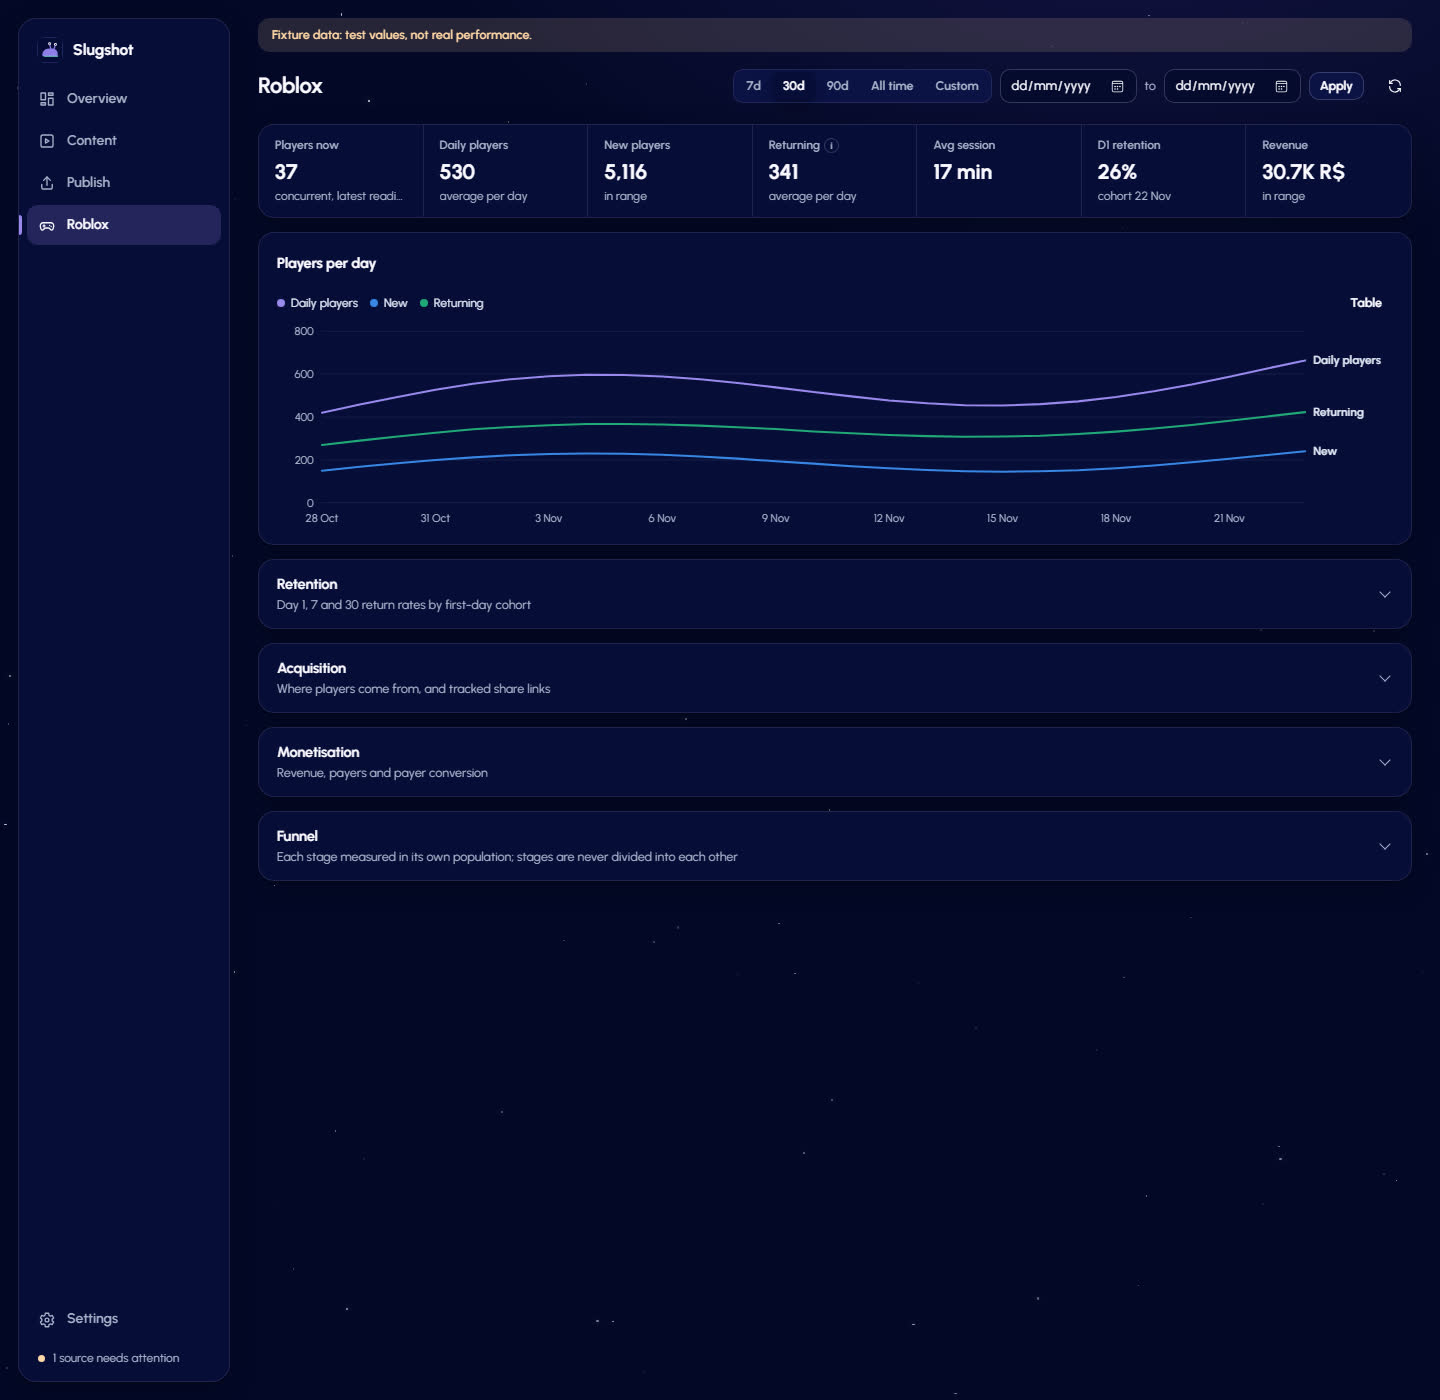 Slugshot
Overview
Content
Publish
Roblox
Settings
1 source needs attention
Fixture data: test values, not real performance.
Roblox
7d 30d 90d All time Custom dd/mm/yyyy to dd/mm/yyyy Apply
Players now
37
concurrent, latest readi...
Daily players
530
average per day
New players
5,116
in range
Returning i
341
average per day
Avg session
17 min
D1 retention
26%
cohort 22 Nov
Revenue
30.7K R$
in range
Players per day
Daily players New Returning Table
800
600
400
200
0
Daily players
Returning
New
28 Oct 31 Oct 3 Nov 6 Nov 9 Nov 12 Nov 15 Nov 18 Nov 21 Nov
Retention
Day 1, 7 and 30 return rates by first-day cohort
Acquisition
Where players come from, and tracked share links
Monetisation
Revenue, payers and payer conversion
Funnel
Each stage measured in its own population; stages are never divided into each other